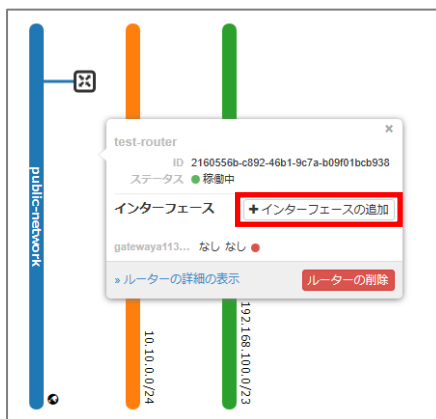 test-router
×
ID 2160556b-c892-46b1-9c7a-b09f01bcb938
ステータス 稼働中
インターフェース
+インターフェースの追加
gatewaya113... なし なし
» ルーターの詳細の表示
ルーターの削除
public-network
10.10.0.0/24
192.168.100.0/23